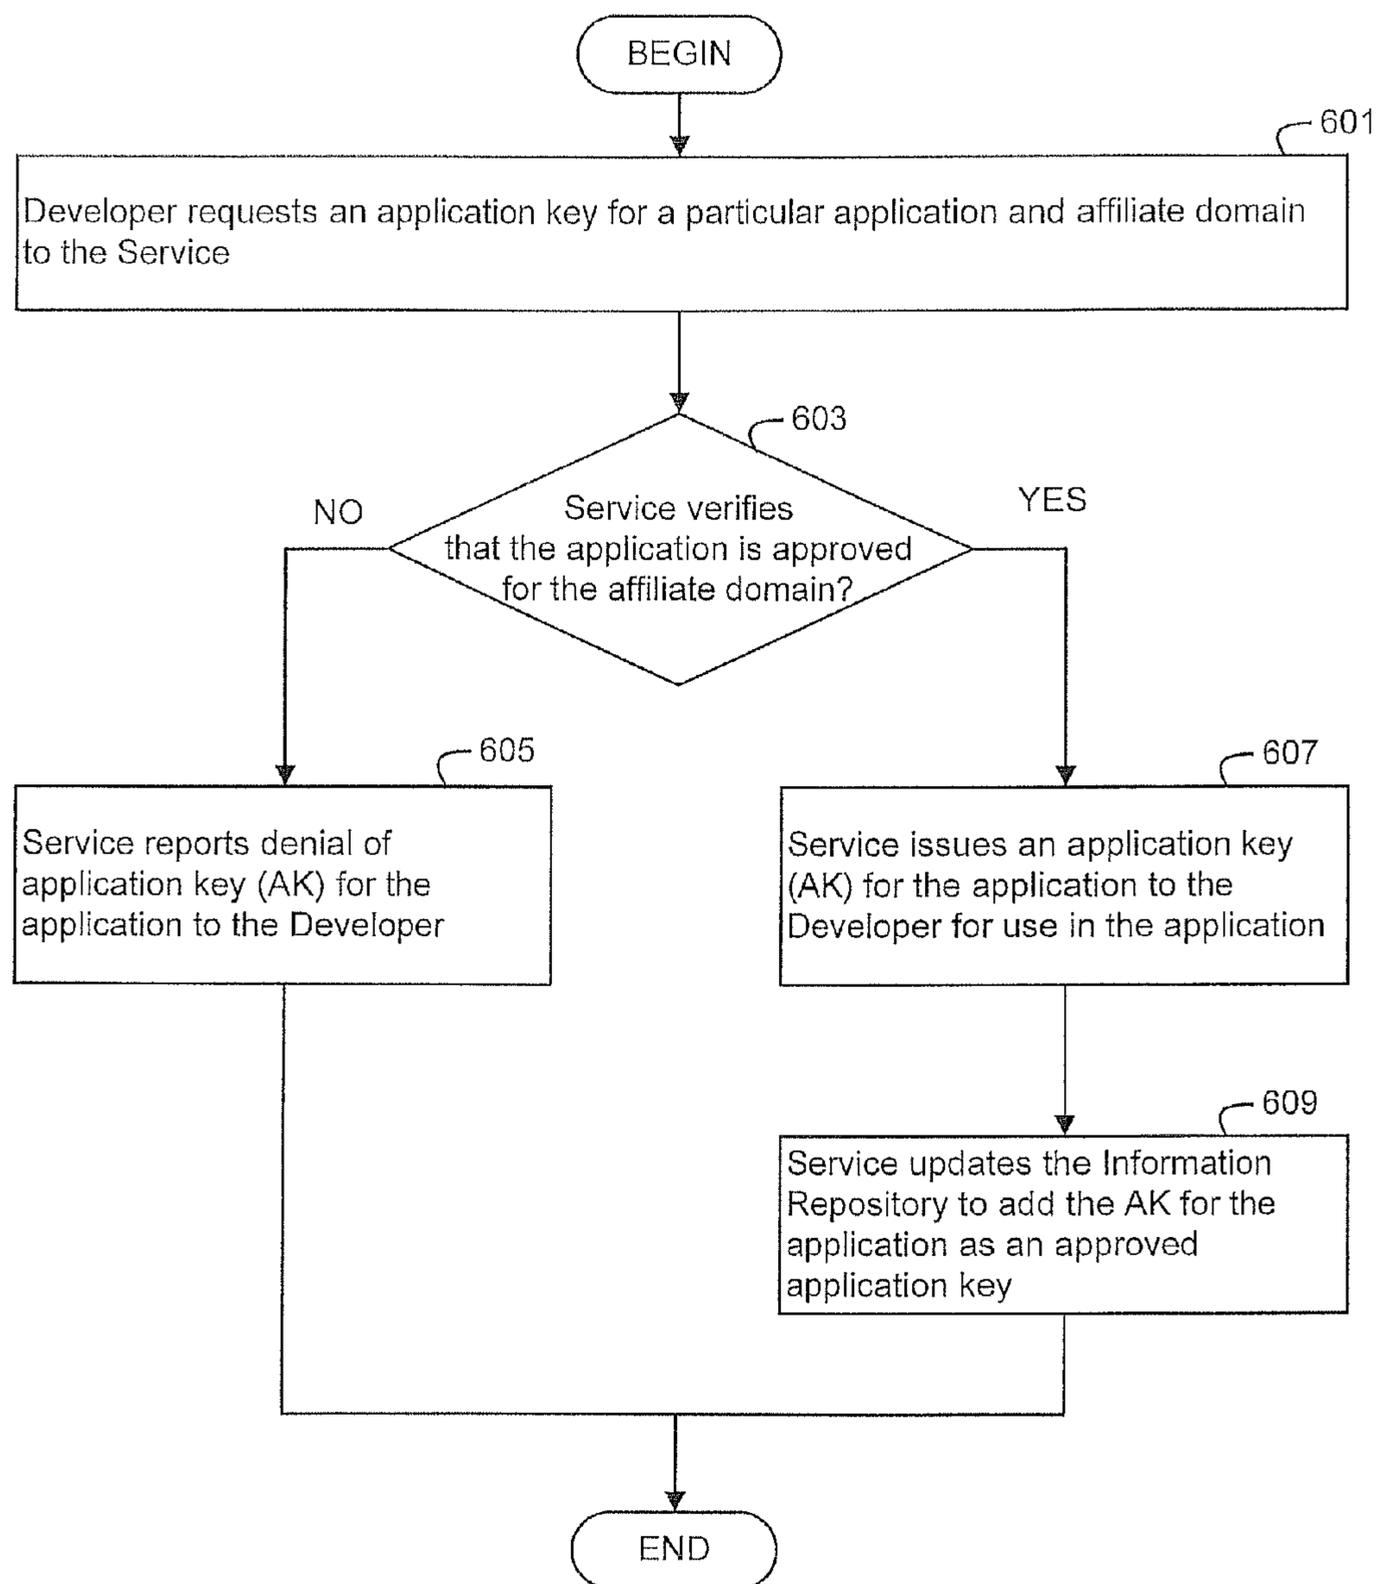 BEGIN
601
Developer requests an application key for a particular application and affiliate domain
to the Service
603
NO
YES
Service verifies
that the application is approved
for the affiliate domain?
605
607
Service reports denial of
application key (AK) for the
application to the Developer
Service issues an application key
(AK) for the application to the
Developer for use in the application
609
Service updates the Information
Repository to add the AK for the
application as an approved
application key
END